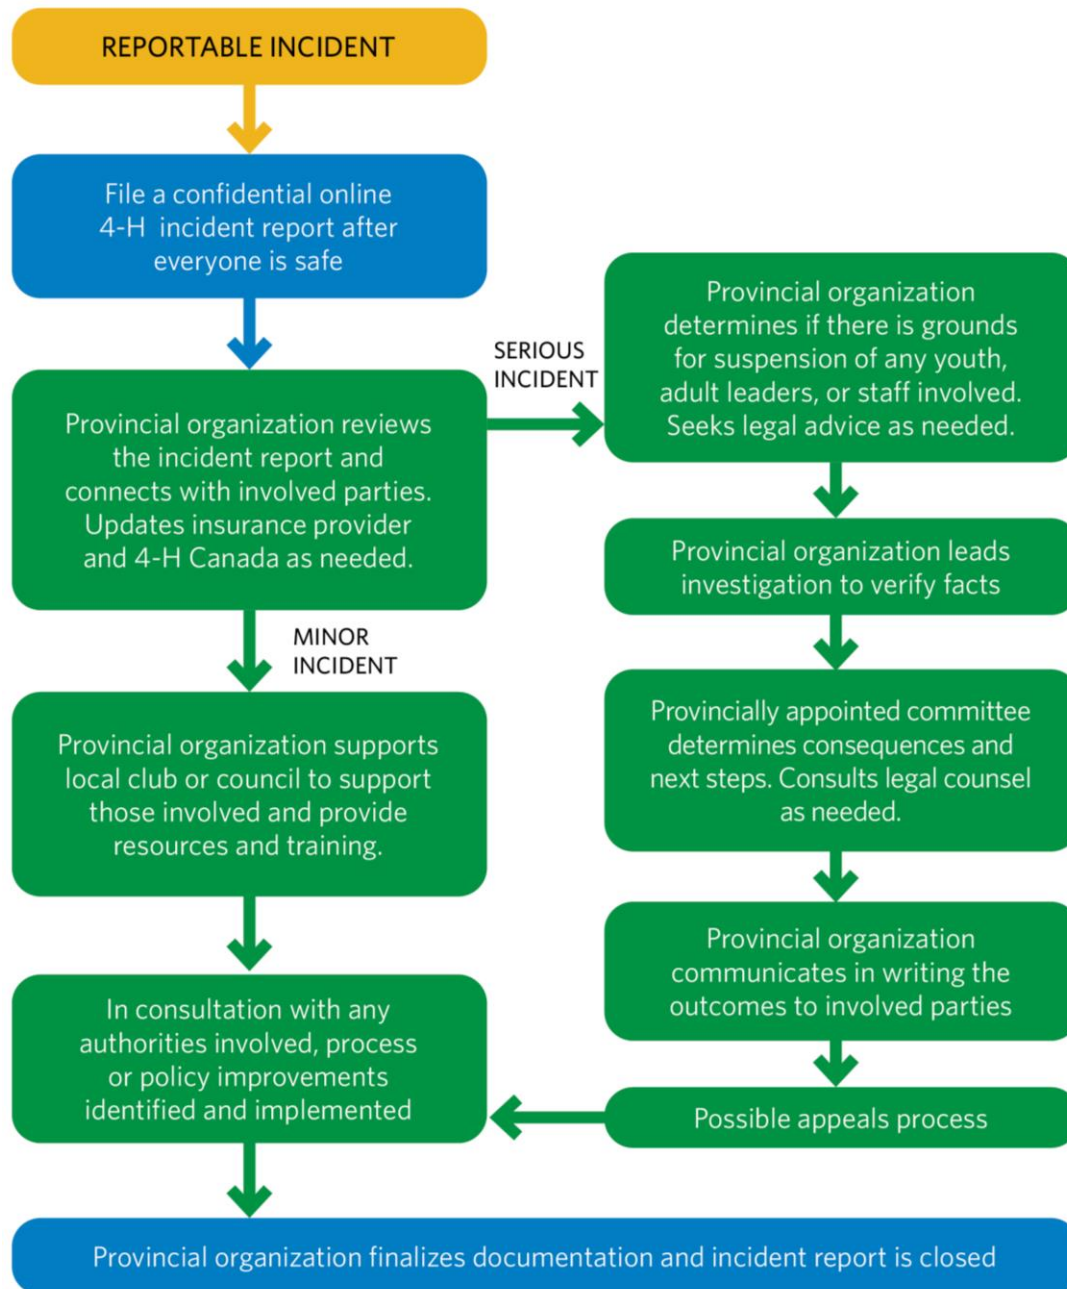 REPORTABLE INCIDENT
File a confidential online
4-H incident report after
everyone is safe
Provincial organization reviews
the incident report and
connects with involved parties.
Updates insurance provider
and 4-H Canada as needed.
SERIOUS
INCIDENT
Provincial organization
determines if there is grounds
for suspension of any youth,
adult leaders, or staff involved.
Seeks legal advice as needed.
Provincial organization leads
investigation to verify facts
Provincially appointed committee
determines consequences and
next steps. Consults legal counsel
as needed.
Provincial organization
communicates in writing the
outcomes to involved parties
Possible appeals process
MINOR
INCIDENT
Provincial organization supports
local club or council to support
those involved and provide
resources and training.
In consultation with any
authorities involved, process
or policy improvements
identified and implemented
Provincial organization finalizes documentation and incident report is closed